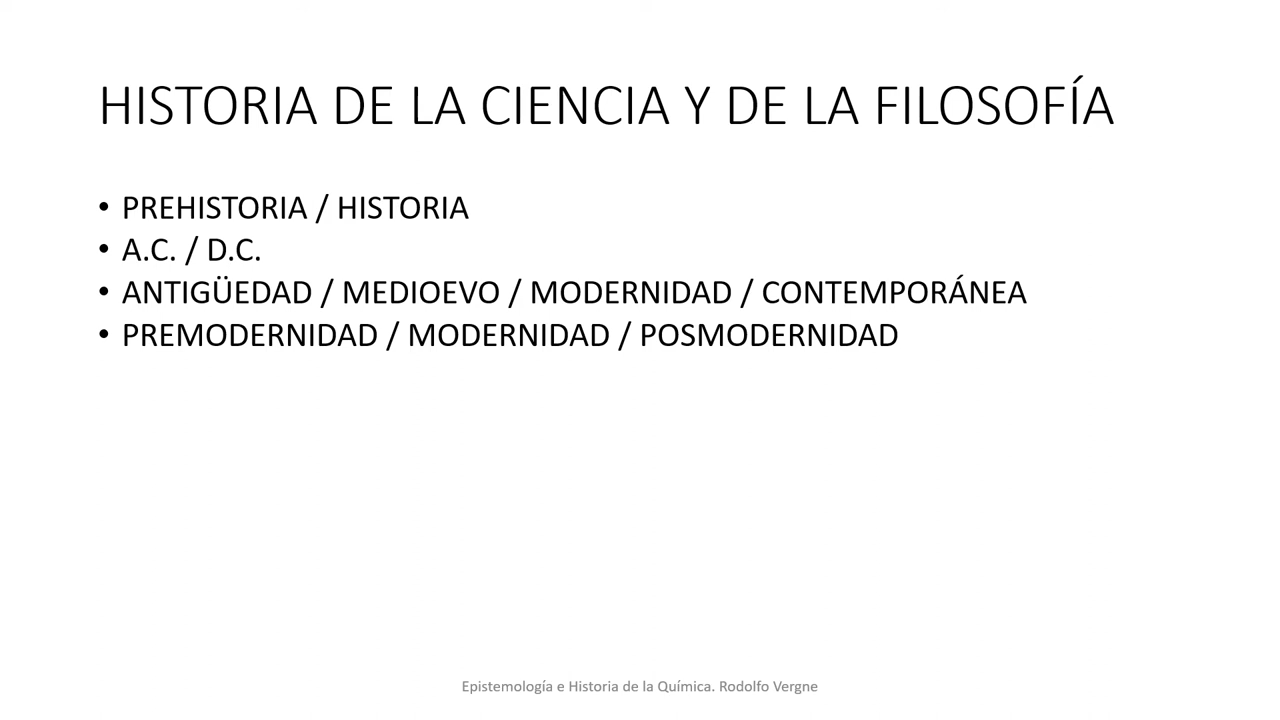 HISTORIA DE LA CIENCIA Y DE LA FILOSOFÍA
• PREHISTORIA / HISTORIA
• A.C. / D.C.
• ANTIGÜEDAD / MEDIOEVO / MODERNIDAD / CONTEMPORÁNEA
• PREMODERNIDAD / MODERNIDAD / POSMODERNIDAD
Epistemología e Historia de la Química. Rodolfo Vergne